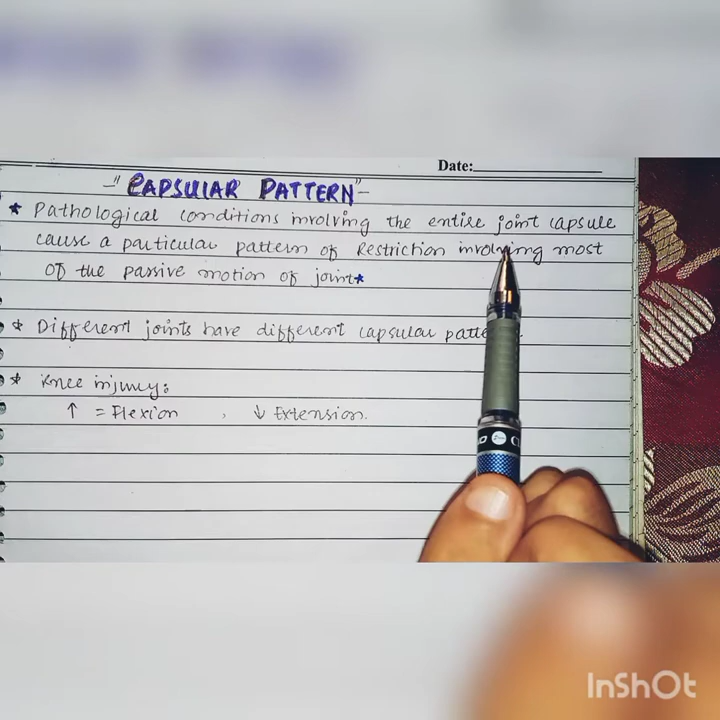 Date:
-" CAPSULAR PATTERN"-
* Pathological conditions involving the entire joint capsule
cause a particular pattern of Restriction involving most
of the passive motion of joint*
* Different joints have different capsular
* Knee injury:
↑ = Flexion , ↓ Extension.
InShOt